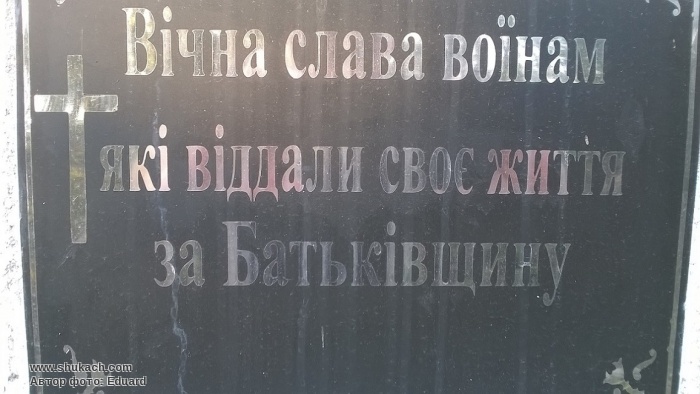 Вічна слава воїнам
які віддали своє життя
за Батьківщину
www.shukach.com
Автор фото: Eduard